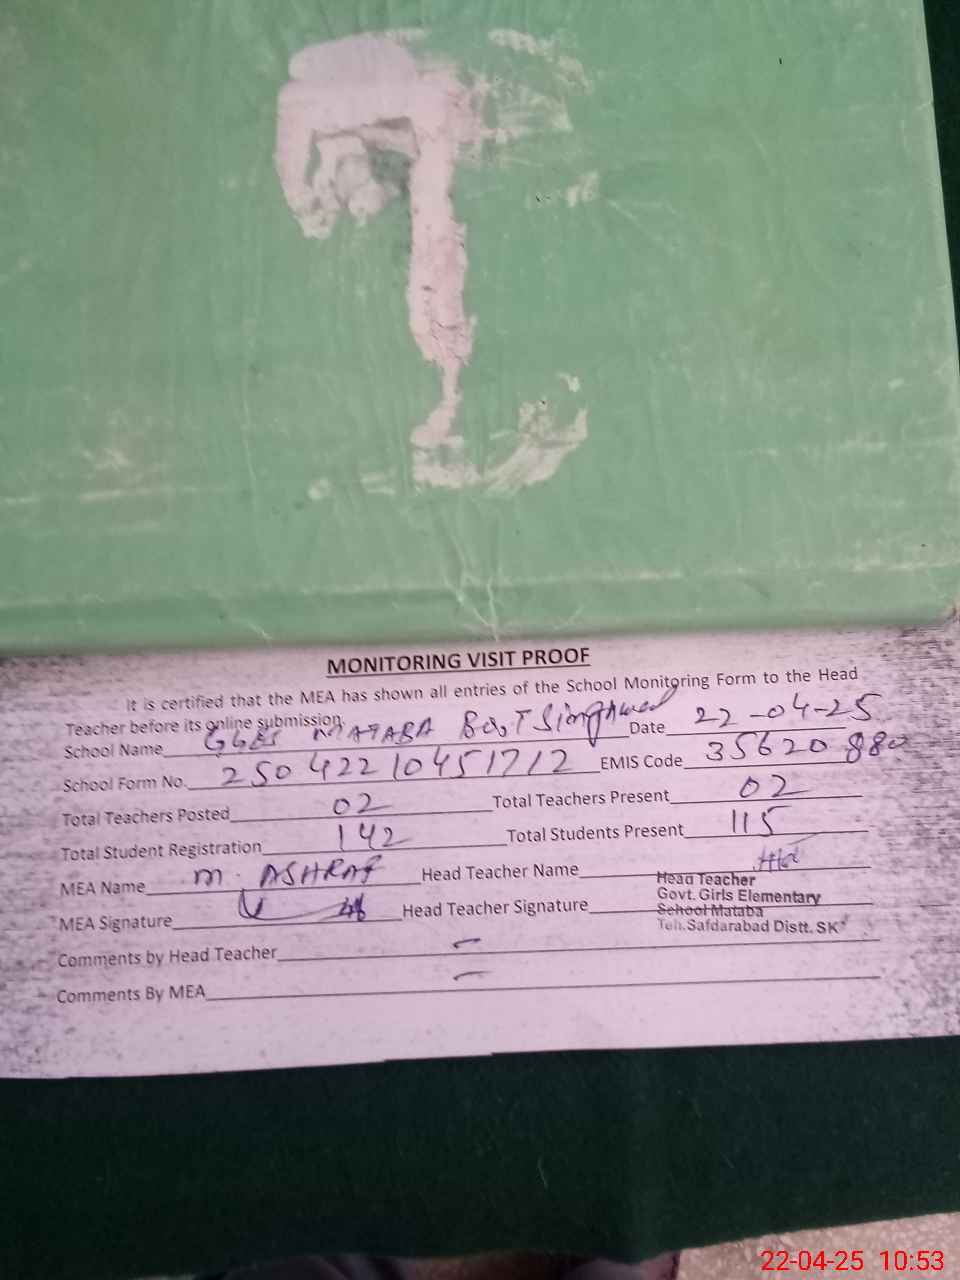 MONITORING VISIT PROOF
It is certified that the MEA has shown all entries of the School Monitoring Form to the Head
Teacher before its online submission.
School Name GGES MATABA Date 22-04-25
School Form No. 25042210451712 EMIS Code 35620880
Total Teachers Posted 02 Total Teachers Present 02
Total Student Registration 142 Total Students Present 115
MEA Name M. ASHRAF Head Teacher Name
MEA Signature Head Teacher Signature
Head Teacher
Govt. Girls Elementary
School Mataba
Teh. Safdarabad Distt. SK
Comments by Head Teacher
Comments By MEA
22-04-25 10:53